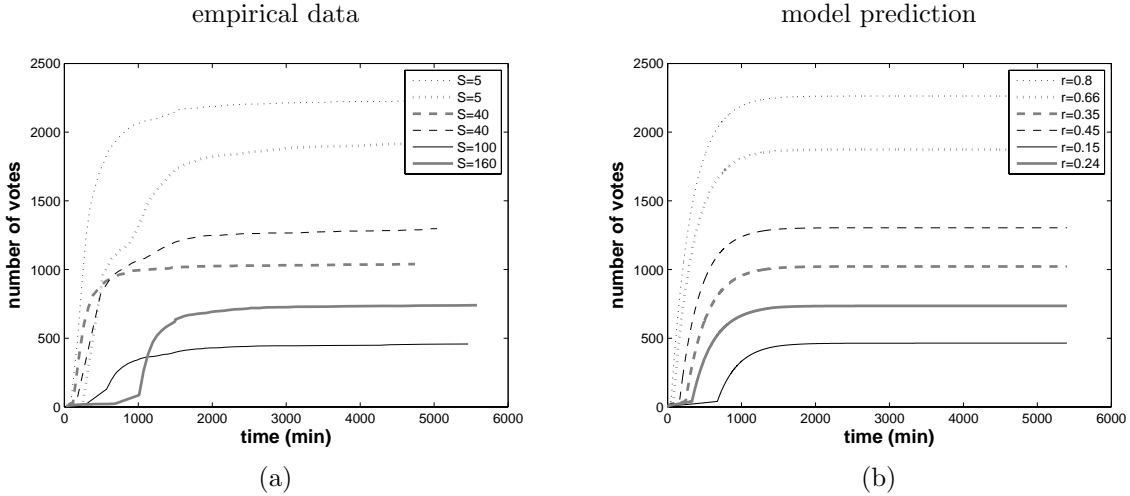 empirical data
2500
2000
1500
1000
500
0
0 1000 2000 3000 4000 5000 6000
number of votes
time (min)
S=5
S=5
S=40
S=40
S=100
S=160
(a)
model prediction
2500
2000
1500
1000
500
0
0 1000 2000 3000 4000 5000 6000
number of votes
time (min)
r=0.8
r=0.66
r=0.35
r=0.45
r=0.15
r=0.24
(b)